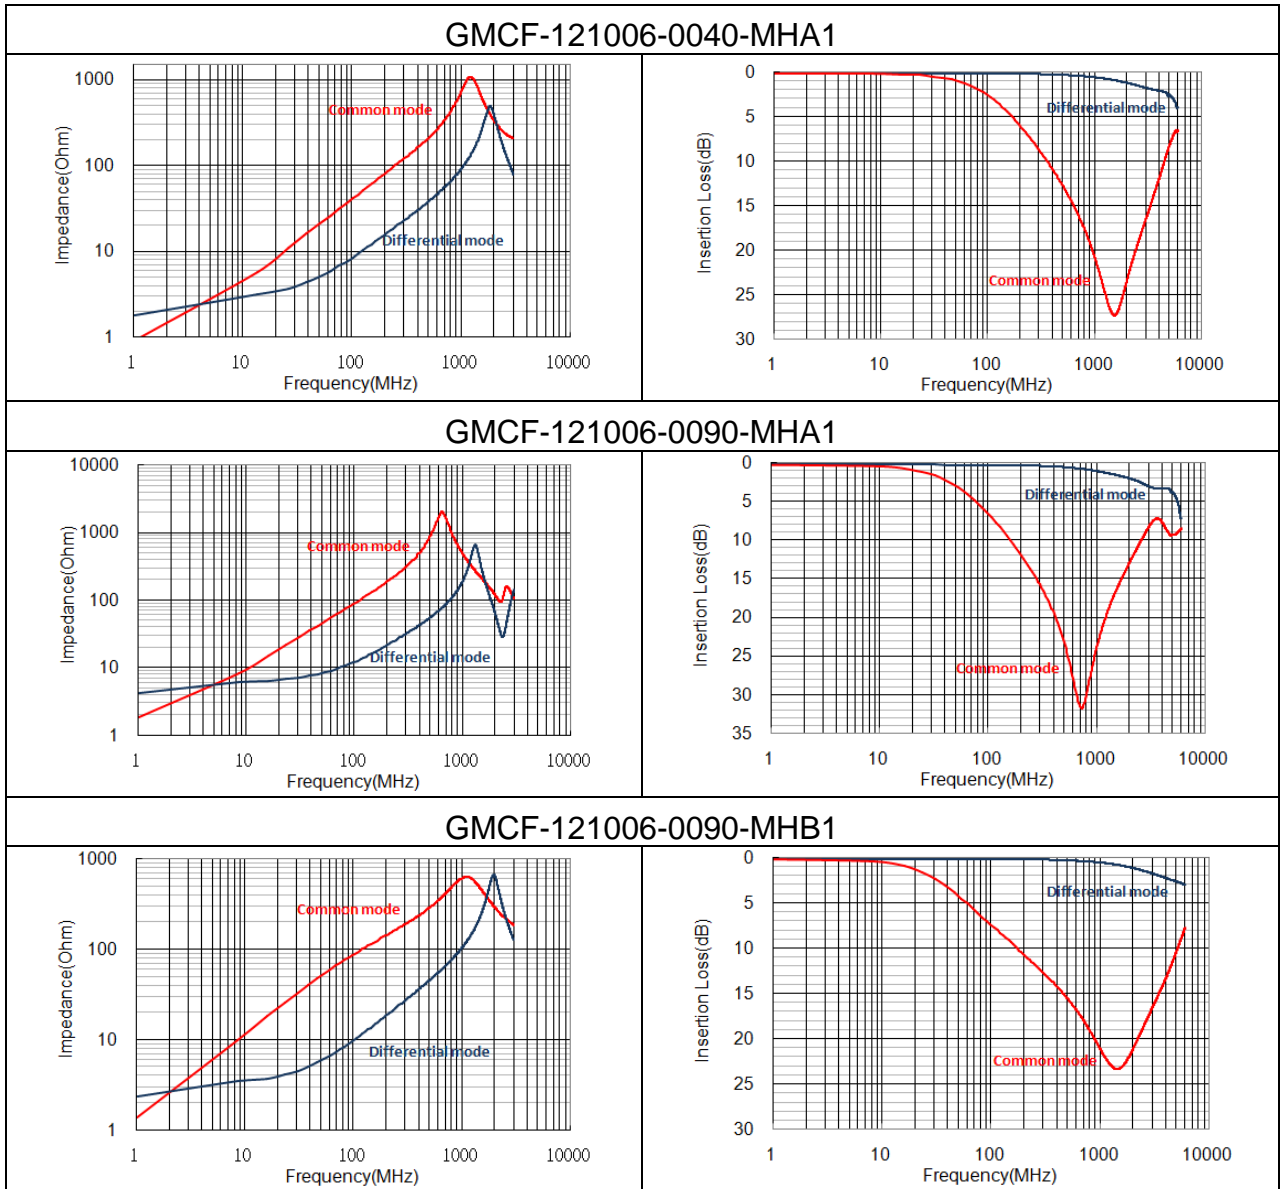 GMCF-121006-0040-MHA1
1000
100
10
1
Impedance(Ohm)
Common mode
Differential mode
1 10 100 1000 10000
Frequency(MHz)
0
5
10
15
20
25
30
Insertion Loss(dB)
Differential mode
Common mode
1 10 100 1000 10000
Frequency(MHz)
GMCF-121006-0090-MHA1
10000
1000
100
10
1
Impedance(Ohm)
Common mode
Differential mode
1 10 100 1000 10000
Frequency(MHz)
0
5
10
15
20
25
30
35
Insertion Loss(dB)
Differential mode
Common mode
1 10 100 1000 10000
Frequency(MHz)
GMCF-121006-0090-MHB1
1000
100
10
1
Impedance(Ohm)
Common mode
Differential mode
1 10 100 1000 10000
Frequency(MHz)
0
5
10
15
20
25
30
Insertion Loss(dB)
Differential mode
Common mode
1 10 100 1000 10000
Frequency(MHz)